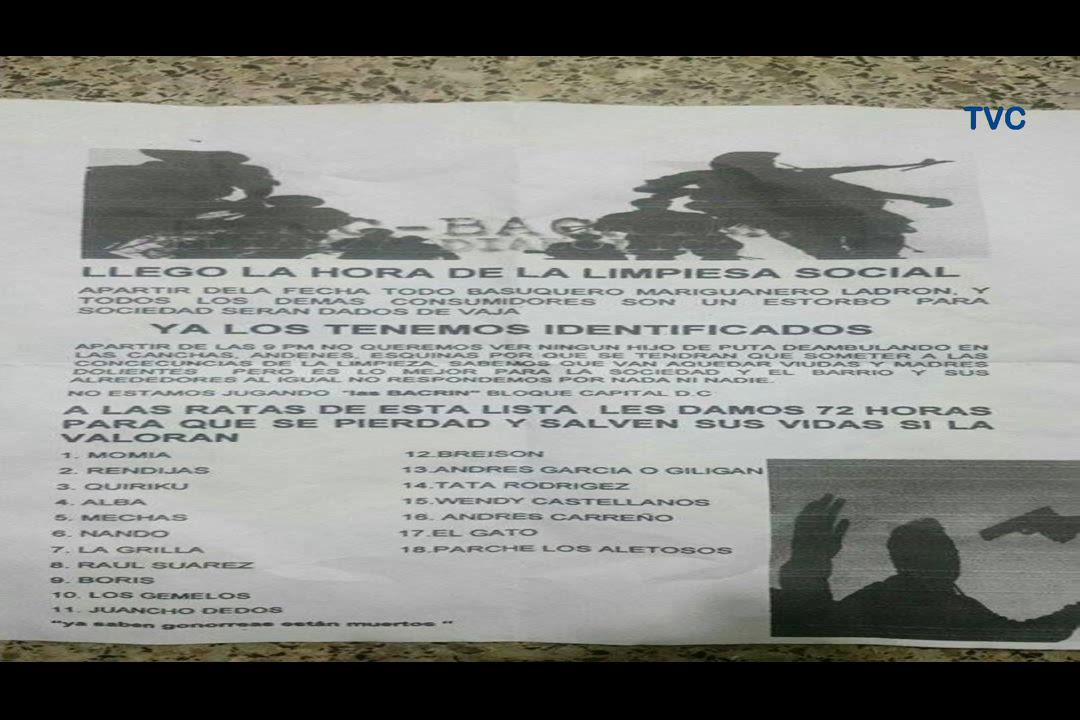 TVC
-BAC
LLEGO LA HORA DE LA LIMPIESA SOCIAL
APARTIR DELA FECHA TODO BASUQUERO MARIGUANERO LADRON, Y
TODOS LOS DEMAS CONSUMIDORES SON UN ESTORBO PARA
SOCIEDAD SERAN DADOS DE VAJA
YA LOS TENEMOS IDENTIFICADOS
APARTIR DE LAS 9 PM NO QUEREMOS VER NINGUN HIJO DE PUTA DEAMBULANDO EN
LAS CANCHAS, ANDENES, ESQUINAS POR QUE SE TENDRAN QUE SOMETER A LAS
CONCECUNCIAS DE LA LIMPIEZA, SABEMOS QUE VAN AQUEDAR VIUDAS Y MADRES
DOLIENTES PERO ES LO MEJOR PARA LA SOCIEDAD Y EL BARRIO Y SUS
ALREDEDORES AL IGUAL NO RESPONDEMOS POR NADA NI NADIE.
NO ESTAMOS JUGANDO "las BACRIN" BLOQUE CAPITAL D.C
A LAS RATAS DE ESTA LISTA LES DAMOS 72 HORAS
PARA QUE SE PIERDAD Y SALVEN SUS VIDAS SI LA
VALORAN
1. MOMIA
2. RENDIJAS
3. QUIRIKU
4. ALBA
5. MECHAS
6. NANDO
7. LA GRILLA
8. RAUL SUAREZ
9. BORIS
10. LOS GEMELOS
11. JUANCHO DEDOS
12.BREISON
13.ANDRES GARCIA O GILIGAN
14.TATA RODRIGEZ
15.WENDY CASTELLANOS
16. ANDRES CARREÑO
17.EL GATO
18.PARCHE LOS ALETOSOS
"ya saben gonorreas están muertos "